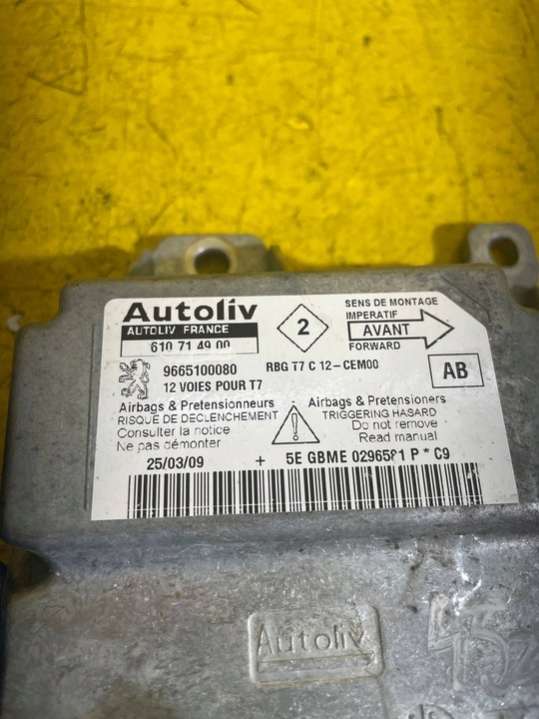 Autoliv
AUTOLIV FRANCE
610 71 49 00
2
SENS DE MONTAGE
IMPERATIF
AVANT
FORWARD
9665100080
RBG T7 C 12-CEM00
12 VOIES POUR T7
AB
Airbags & Pretensionneurs
RISQUE DE DECLENCHEMENT
Consulter la notice
Ne pas démonter
Airbags & Pretensioners
TRIGGERING HASARD
Do not remove
Read manual
25/03/09 + 5E GBME 0296581 P * C9
Autoliv